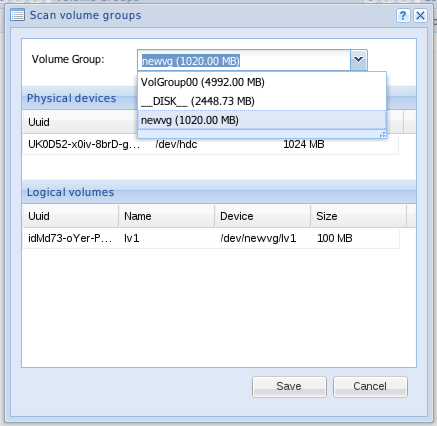 Scan volume groups
Volume Group:
newvg (1020.00 MB)
VolGroup00 (4992.00 MB)
__DISK__ (2448.73 MB)
newvg (1020.00 MB)
Physical devices
Uuid
UK0D52-x0iv-8brD-g... /dev/hdc 1024 MB
Logical volumes
Uuid Name Device Size
idMd73-oYer-P... lv1 /dev/newvg/lv1 100 MB
Save Cancel